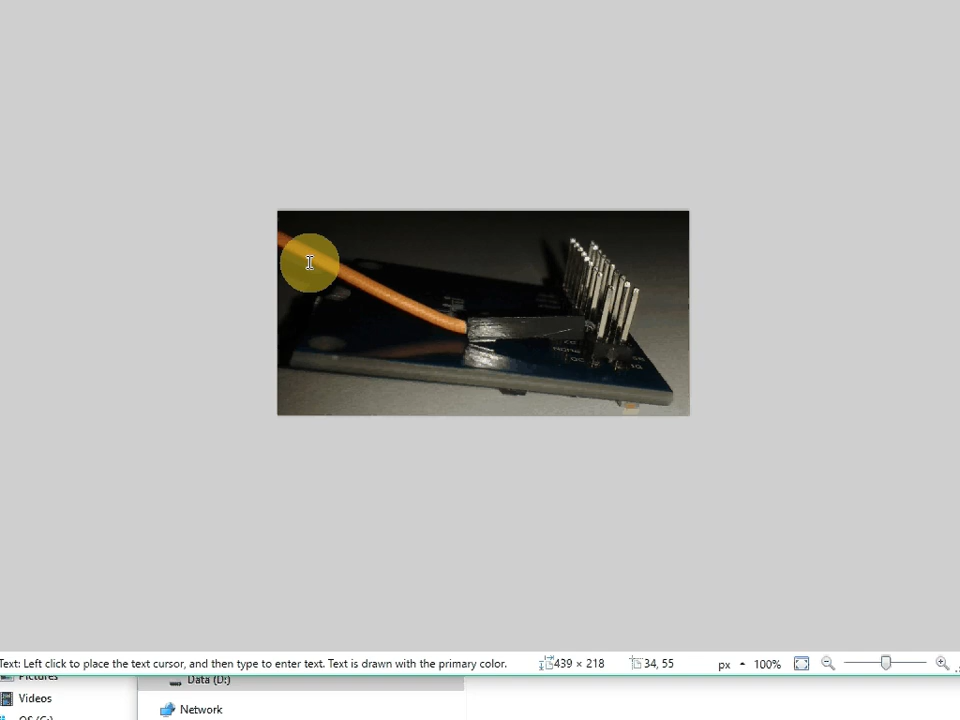 Text: Left click to place the text cursor, and then type to enter text. Text is drawn with the primary color.
439 × 218
34, 55
px
100%
Pictures
Data (D:)
Videos
Network
OS (C:)